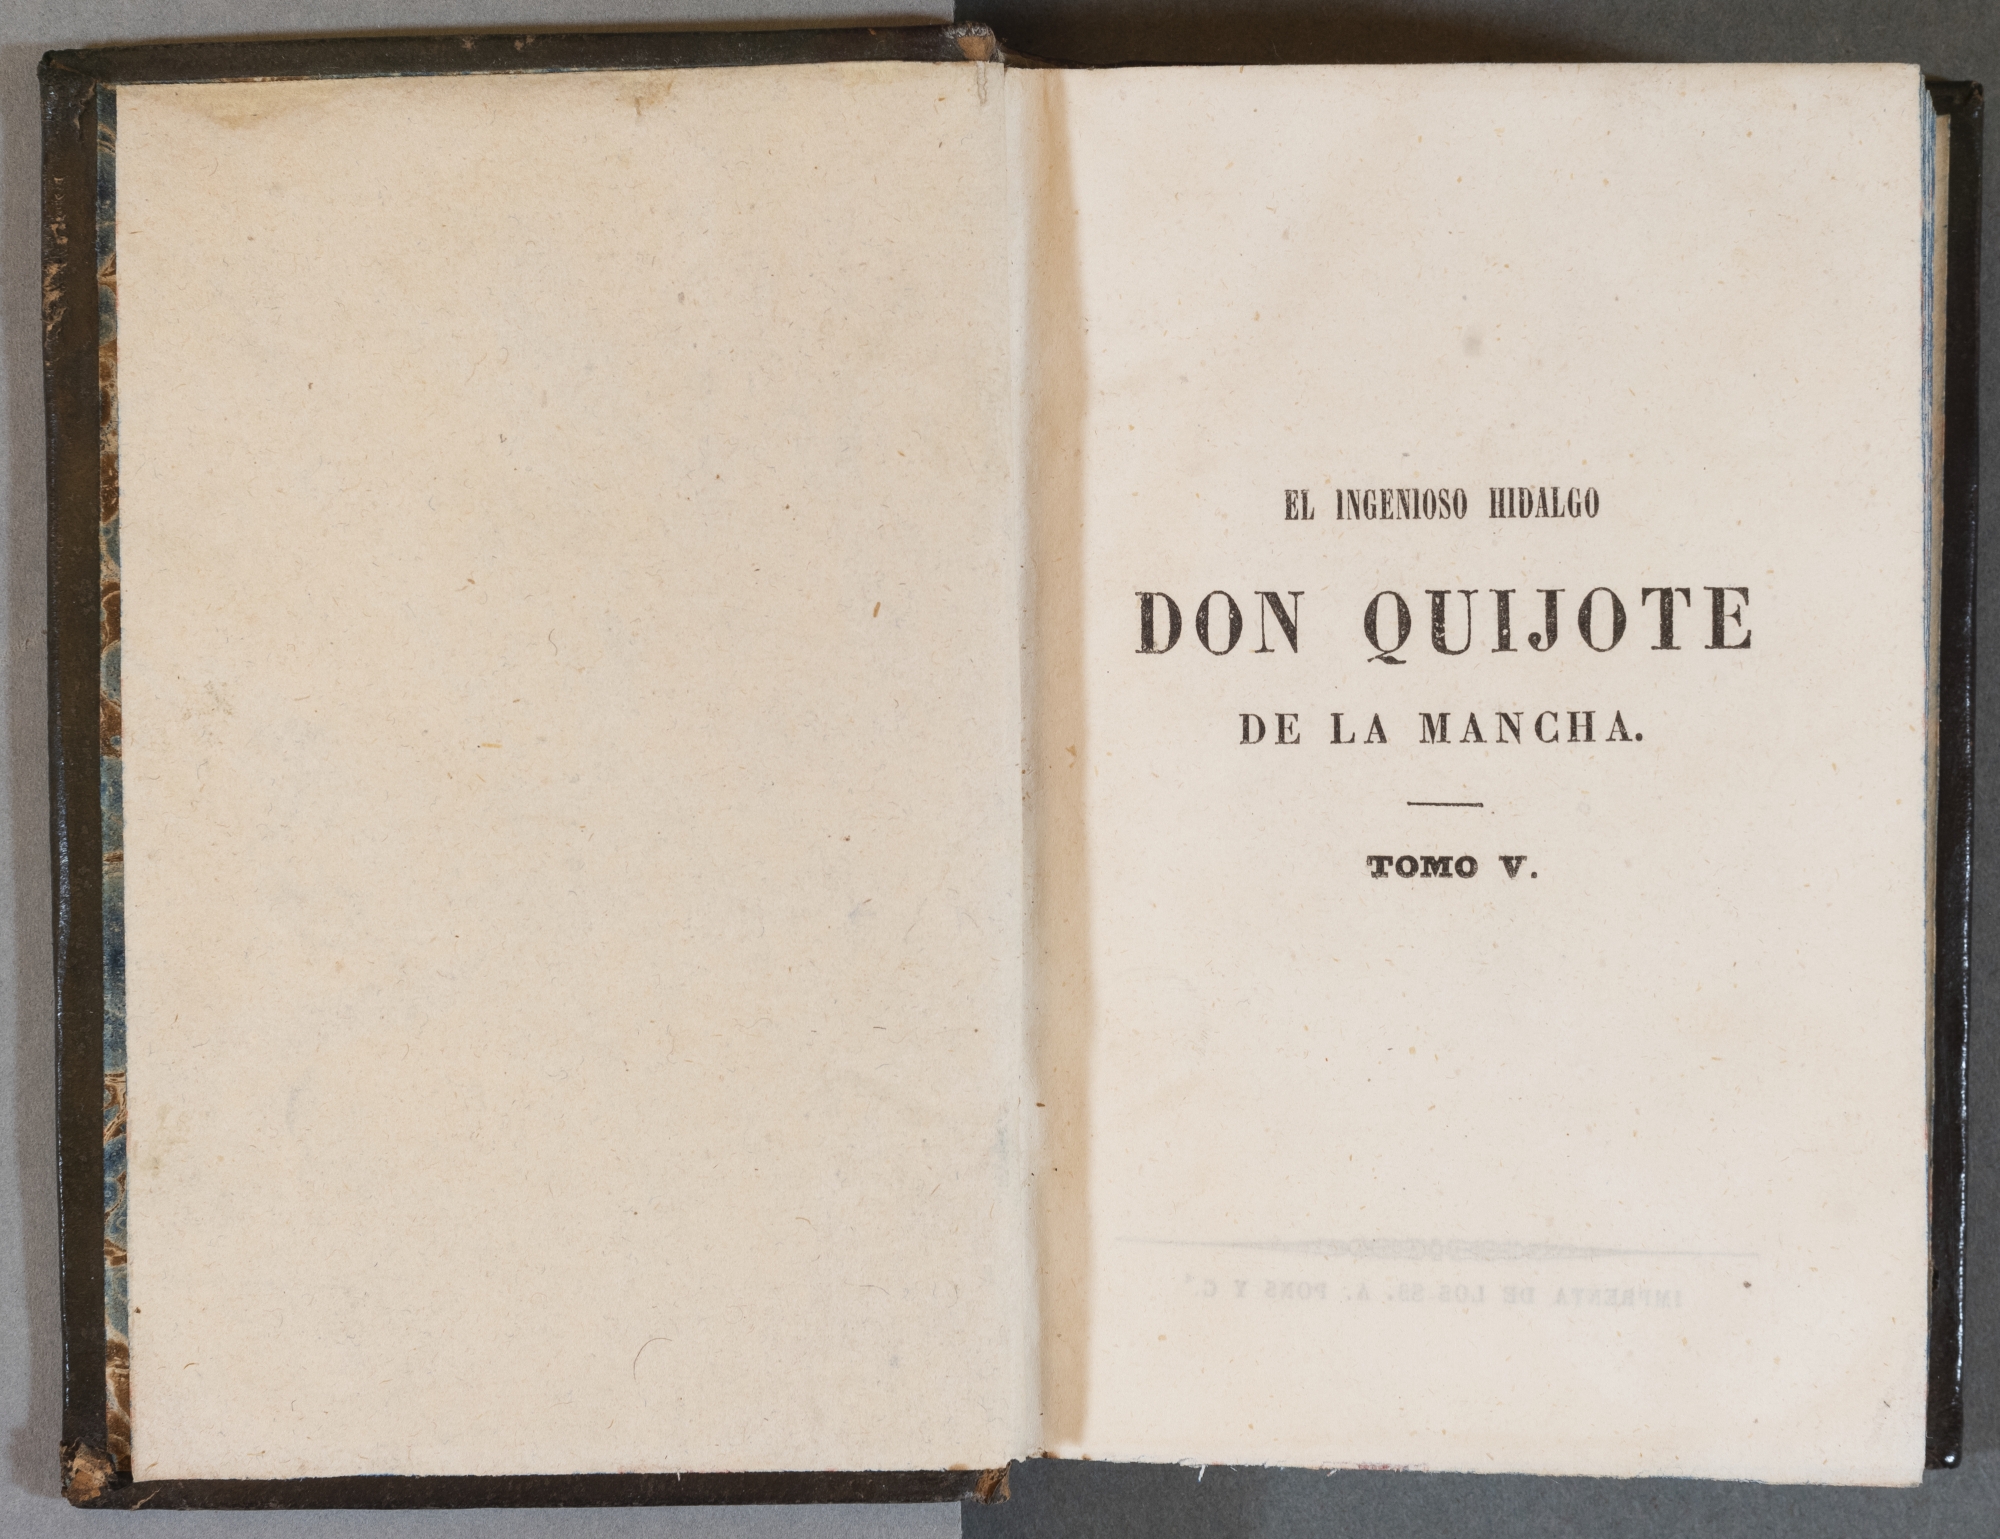 EL INGENIOSO HIDALGO
DON QUIJOTE
DE LA MANCHA.
TOMO V.
IMPRENTA DE LOS SS. A. PONS Y C.ª